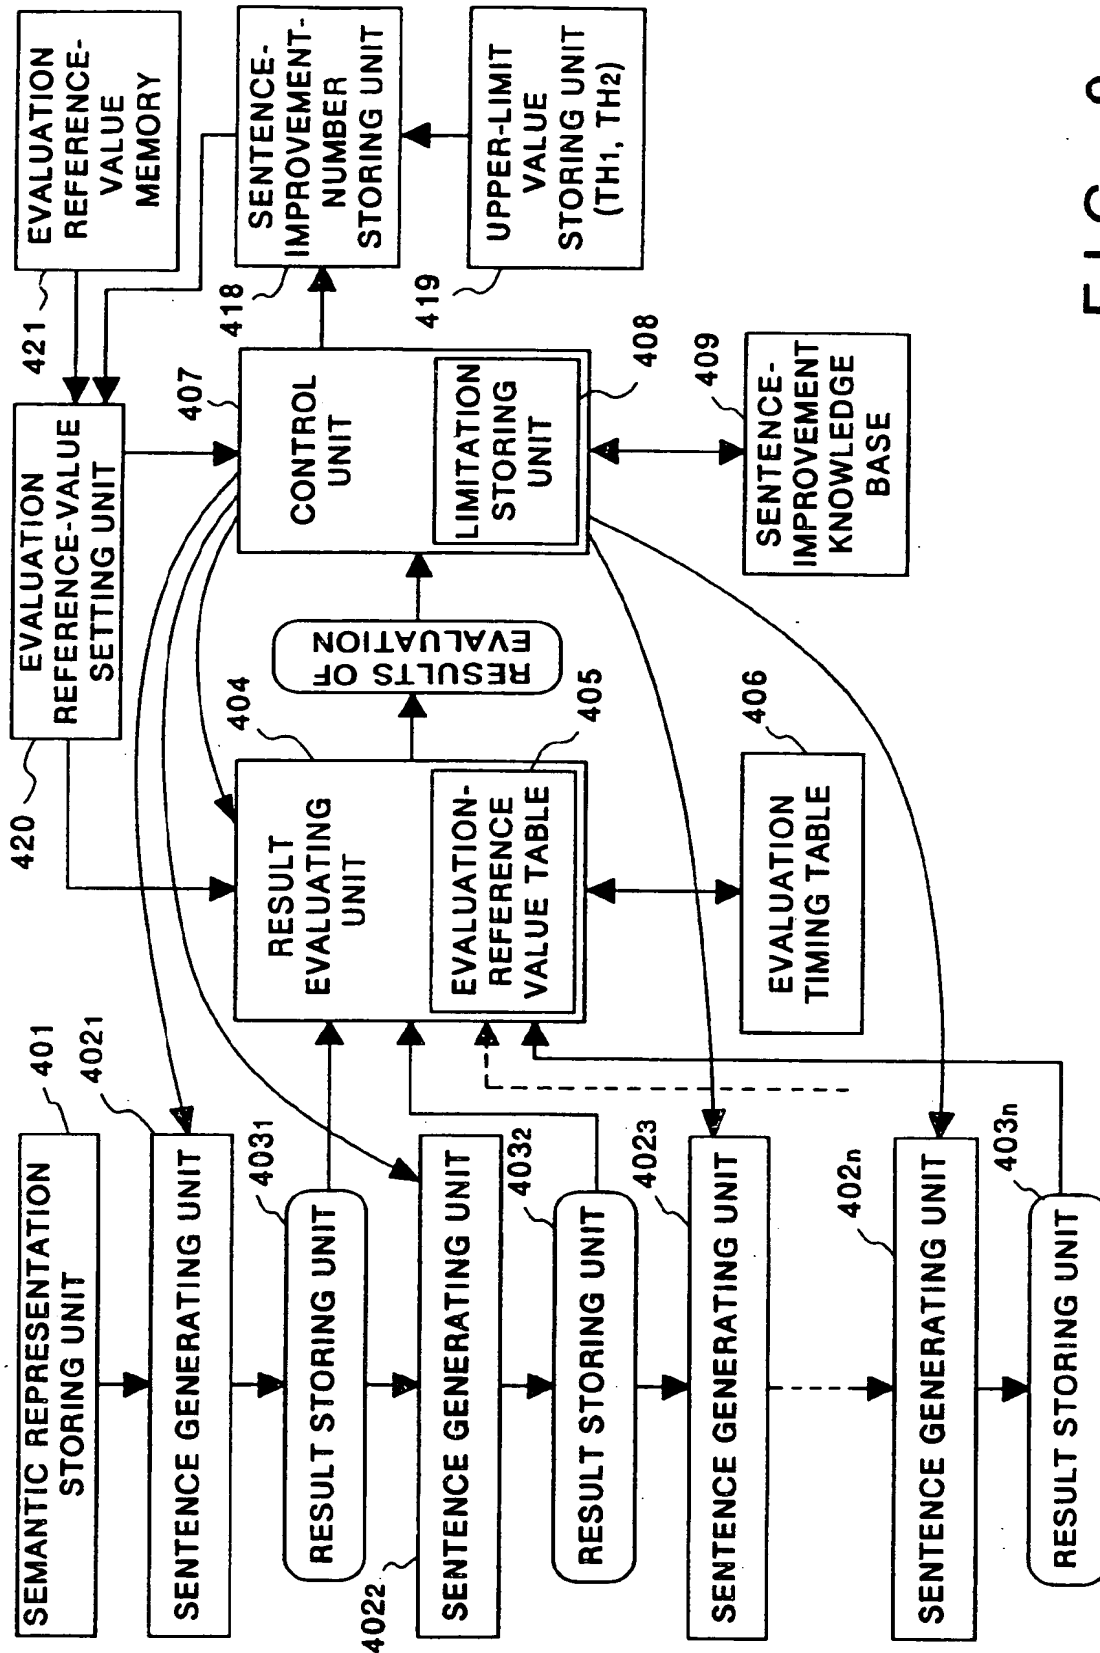 SEMANTIC REPRESENTATION
STORING UNIT
401
SENTENCE GENERATING UNIT
4021
RESULT STORING UNIT
4031
SENTENCE GENERATING UNIT
4022
RESULT STORING UNIT
4032
SENTENCE GENERATING UNIT
4023
SENTENCE GENERATING UNIT
402n
RESULT STORING UNIT
403n
RESULT
EVALUATING
UNIT
404
EVALUATION-
REFERENCE
VALUE TABLE
405
EVALUATION
TIMING TABLE
406
RESULTS OF
EVALUATION
CONTROL
UNIT
407
LIMITATION
STORING
UNIT
408
SENTENCE-
IMPROVEMENT
KNOWLEDGE
BASE
409
EVALUATION
REFERENCE-VALUE
SETTING UNIT
420
EVALUATION
REFERENCE-
VALUE
MEMORY
421
SENTENCE-
IMPROVEMENT-
NUMBER
STORING UNIT
418
UPPER-LIMIT
VALUE
STORING UNIT
(TH1, TH2)
419